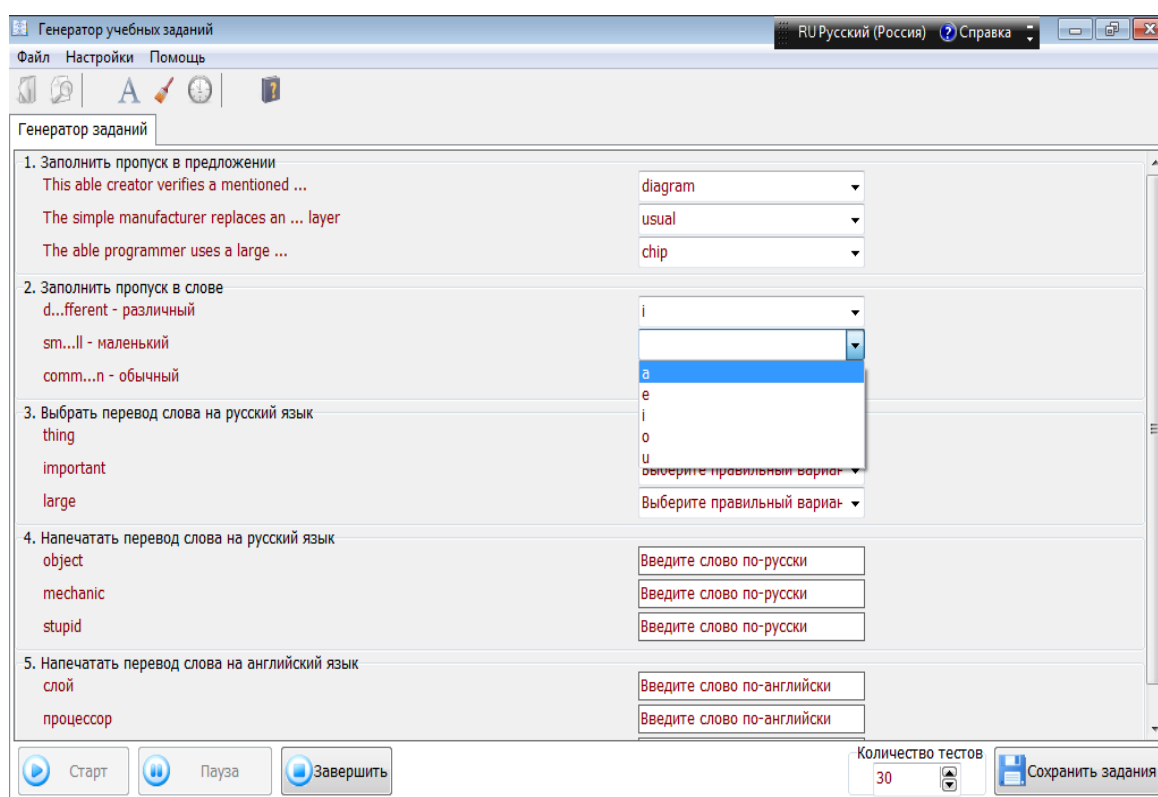 Генератор учебных заданий
RU Русский (Россия) Справка
Файл Настройки Помощь
Генератор заданий
1. Заполнить пропуск в предложении
This able creator verifies a mentioned ... diagram
The simple manufacturer replaces an ... layer usual
The able programmer uses a large ... chip
2. Заполнить пропуск в слове
d...fferent - различный i
sm...ll - маленький
comm...n - обычный a
e
i
o
u
3. Выбрать перевод слова на русский язык
thing
important Выберите правильный вариан
large Выберите правильный вариан
4. Напечатать перевод слова на русский язык
object Введите слово по-русски
mechanic Введите слово по-русски
stupid Введите слово по-русски
5. Напечатать перевод слова на английский язык
слой Введите слово по-английски
процессор Введите слово по-английски
Старт Пауза Завершить Количество тестов 30 Сохранить задания